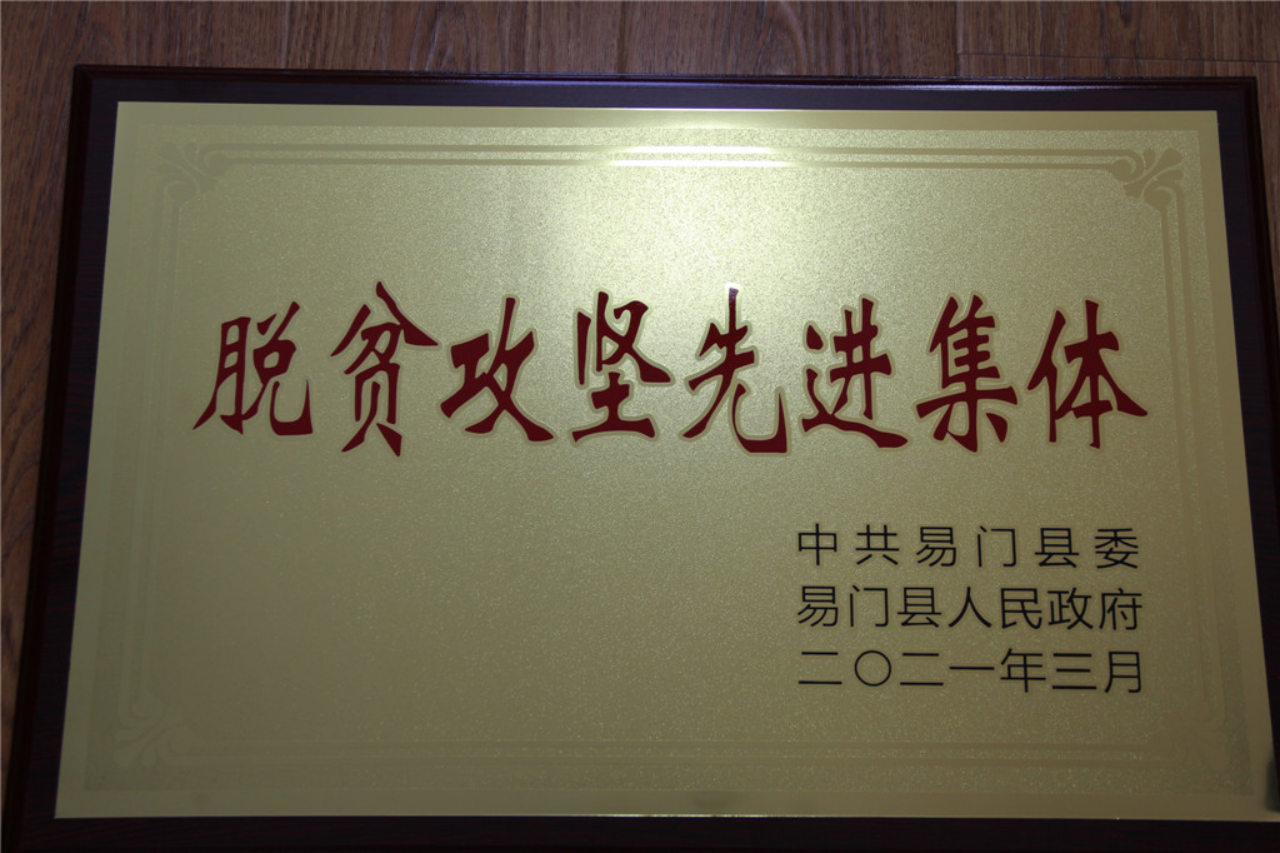 脱贫攻坚先进集体
中共易门县委
易门县人民政府
二〇二一年三月